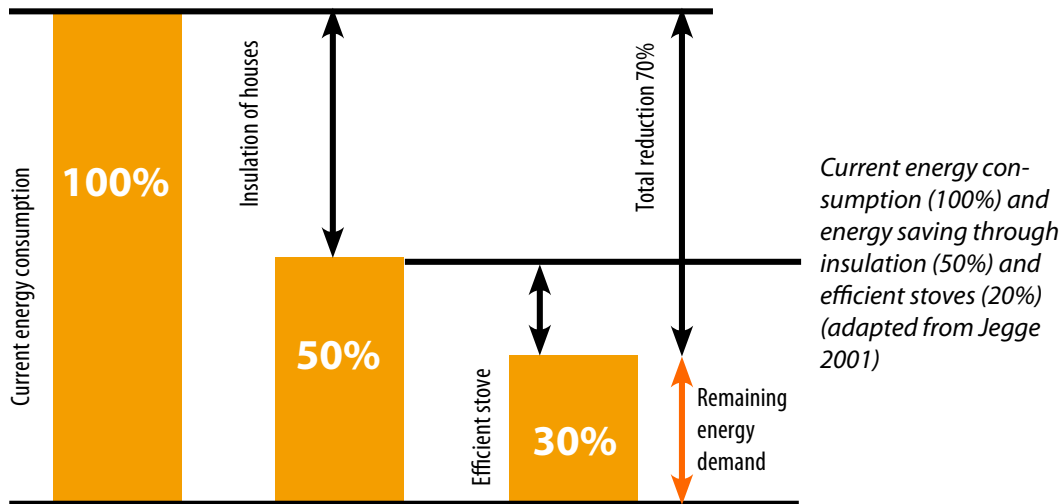 Current energy consumption
100%
Insulation of houses
50%
Efficient stove
30%
Total reduction 70%
Remaining
energy
demand
Current energy con-
sumption (100%) and
energy saving through
insulation (50%) and
efficient stoves (20%)
(adapted from Jegge
2001)